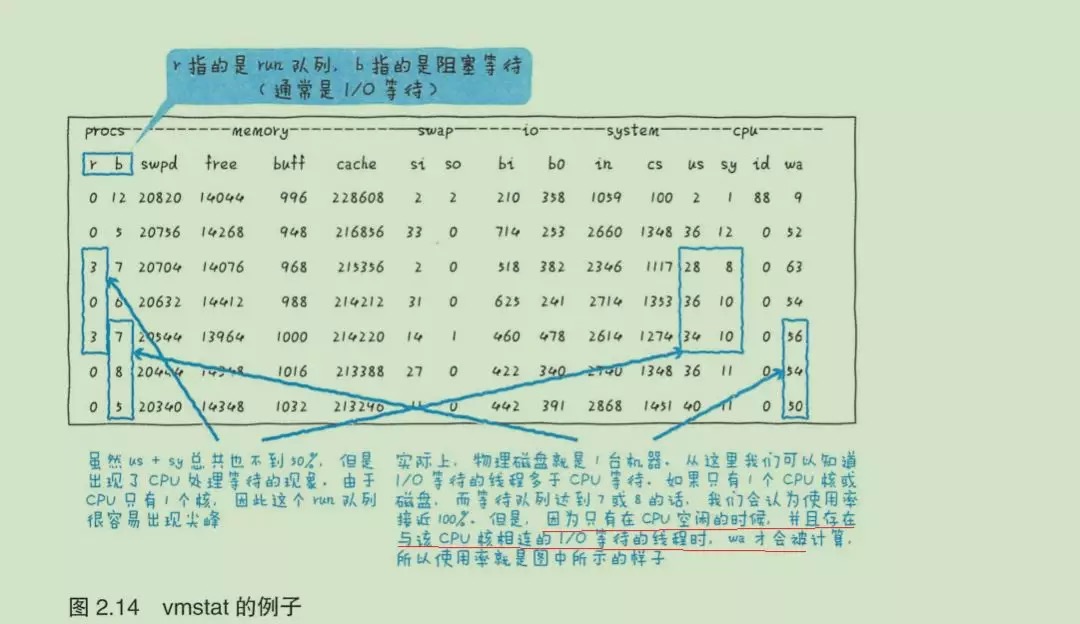 r 指的是 run 队列, b 指的是阻塞等待
(通常是 I/O 等待)
procs---------------memory---------------swap------io---------system--------cpu-------
r b swpd free buff cache si so bi b0 in cs us sy id wa
0 12 20820 14044 996 228608 2 2 210 358 1059 100 2 1 88 9
0 5 20756 14268 948 216856 33 0 714 253 2660 1348 36 12 0 52
3 7 20704 14076 968 215356 2 0 518 382 2346 1117 28 8 0 63
0 6 20632 14412 988 214212 31 0 625 241 2714 1353 36 10 0 54
3 7 20544 13964 1000 214220 14 1 460 478 2614 1274 34 10 0 56
0 8 20444 1016 213388 27 0 422 340 1348 36 11 0 54
0 5 20340 14348 1032 213246 0 442 391 2868 1451 40 11 0 50
虽然 us + sy 总共也不到 50%, 但是
出现了 CPU 处理等待的现象. 由于
CPU 只有 1 个核, 因此这个 run 队列
很容易出现尖峰
实际上, 物理磁盘就是 1 台机器. 从这里我们可以知道
I/O 等待的线程多于 CPU 等待. 如果只有 1 个 CPU 核或
磁盘, 而等待队列达到 7 或 8 的话, 我们会认为使用率
接近 100%. 但是, 因为只有在 CPU 空闲的时候, 并且存在
与该 CPU 核相连的 I/O 等待的线程时, wa 才会被计算,
所以使用率就是图中所示的样子
图 2.14 vmstat 的例子